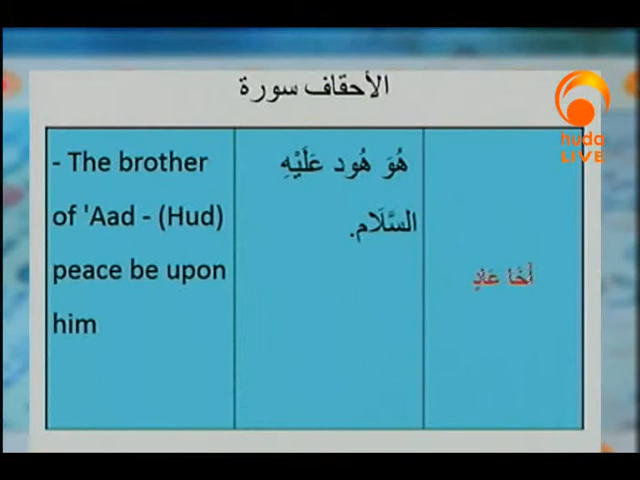 الأحقاف سورة
huda
LIVE
أَخَا عَادٍ
هُوَ هُود عَلَيْهِ
السَّلَام.
- The brother
of 'Aad - (Hud)
peace be upon
him